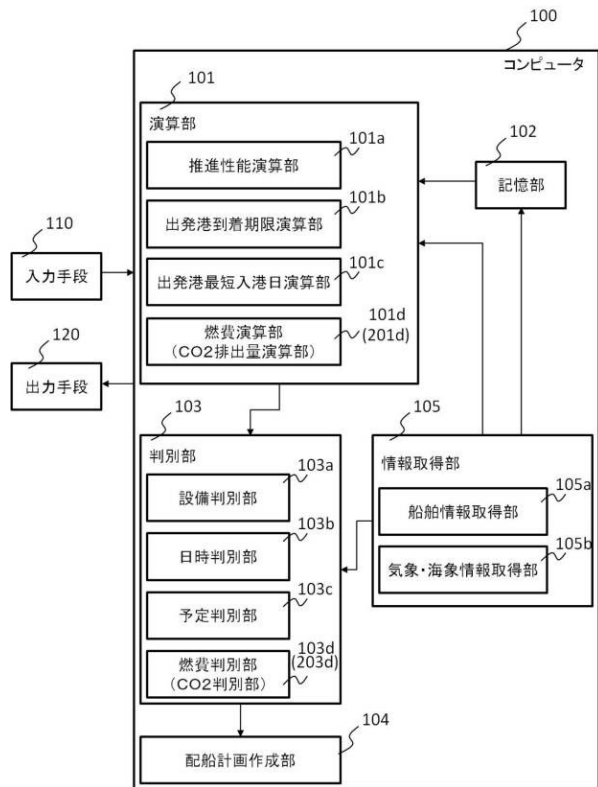 100
コンピュータ
101
演算部
101a
推進性能演算部
102
記憶部
101b
出発港到着期限演算部
110
入力手段
101c
出発港最短入港日演算部
101d
(201d)
燃費演算部
(CO2排出量演算部)
120
出力手段
103
判別部
105
情報取得部
103a
設備判別部
105a
船舶情報取得部
103b
日時判別部
105b
気象・海象情報取得部
103c
予定判別部
103d
(203d)
燃費判別部
(CO2判別部)
104
配船計画作成部